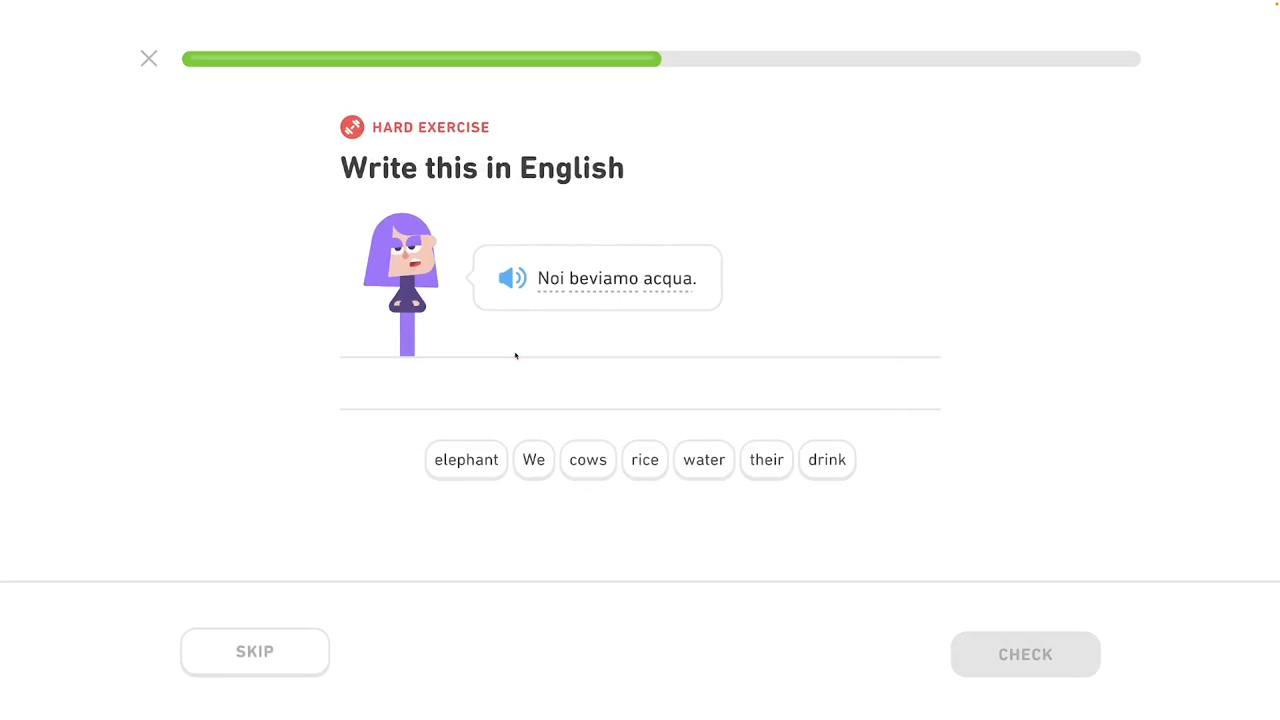 HARD EXERCISE
Write this in English
Noi beviamo acqua.
elephant We cows rice water their drink
SKIP CHECK